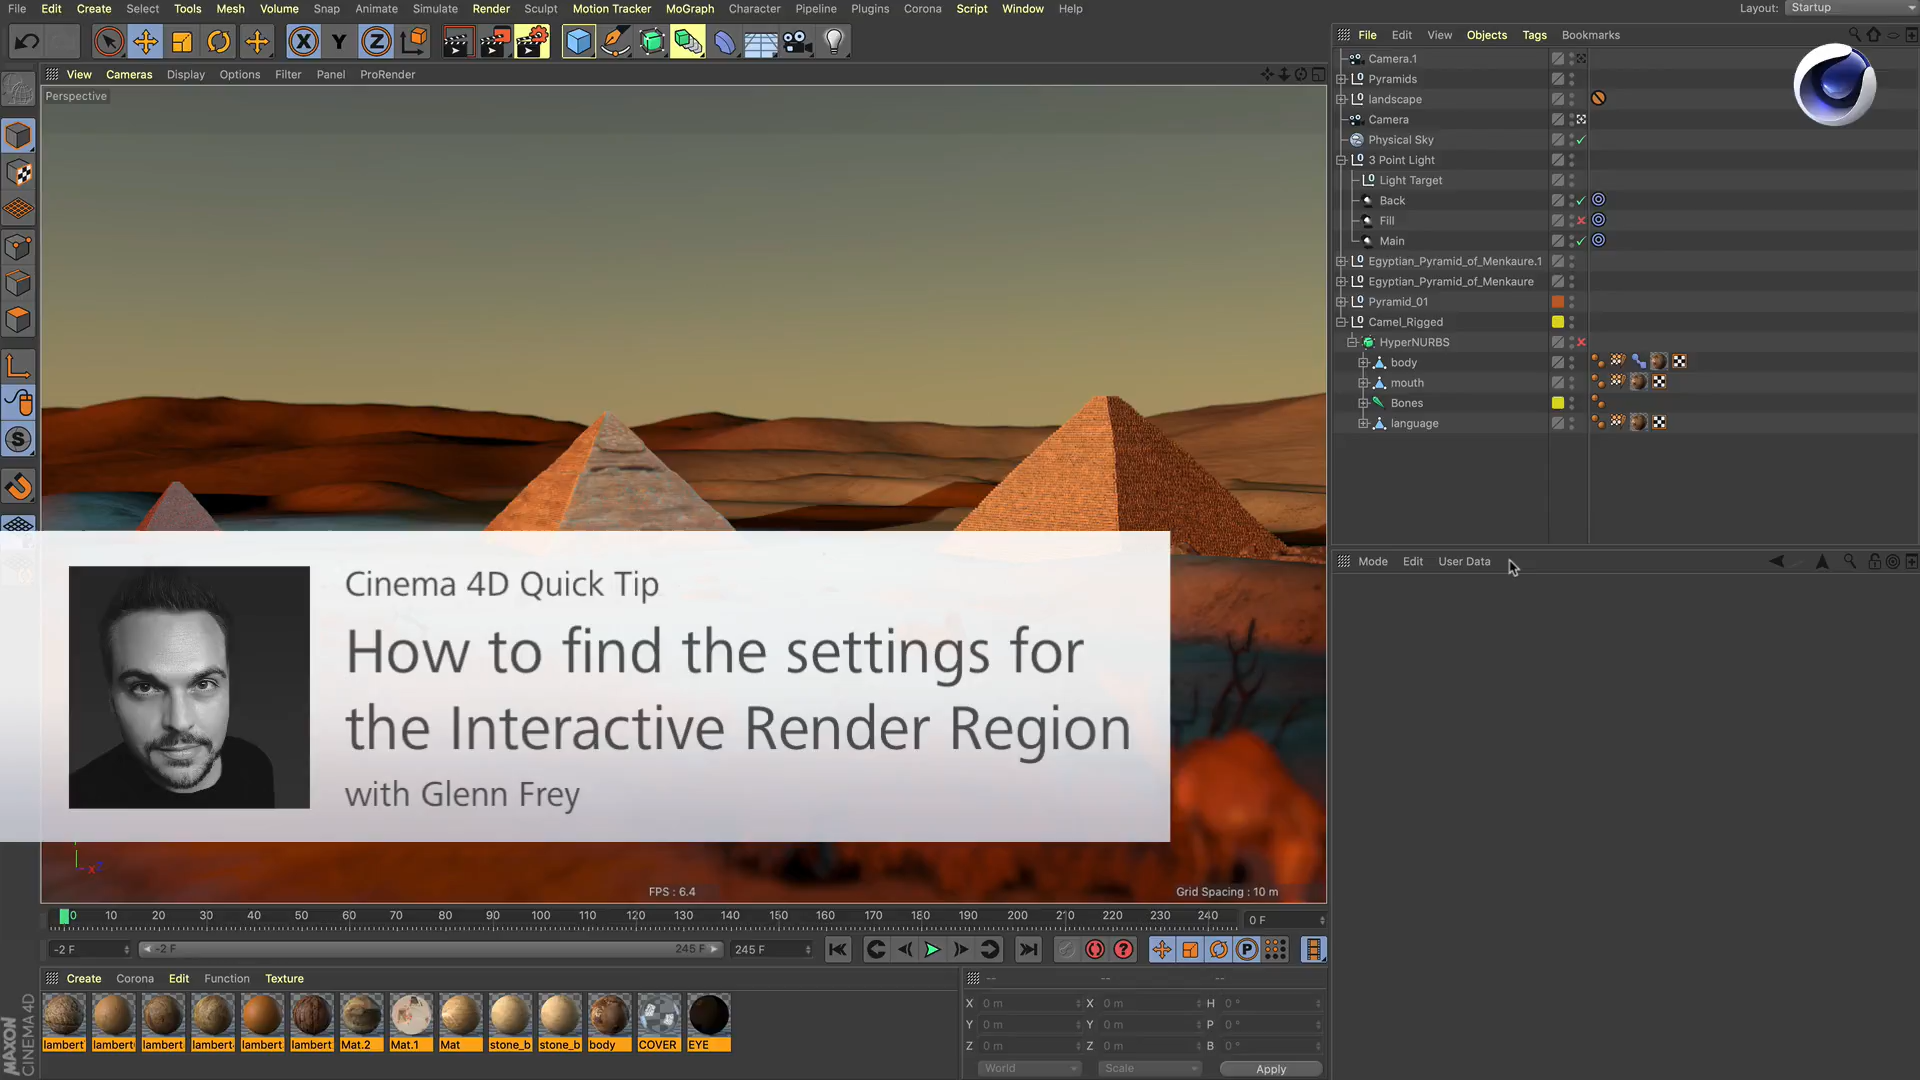 File Edit Create Select Tools Mesh Volume Snap Animate Simulate Render Sculpt Motion Tracker MoGraph Character Pipeline Plugins Corona Script Window Help
Layout: Startup
X Y Z
File Edit View Objects Tags Bookmarks
View Cameras Display Options Filter Panel ProRender
Perspective
Camera.1
Pyramids
landscape
Camera
Physical Sky
3 Point Light
Light Target
Back
Fill
Main
Egyptian_Pyramid_of_Menkaure.1
Egyptian_Pyramid_of_Menkaure
Pyramid_01
Camel_Rigged
HyperNURBS
body
mouth
Bones
language
Mode Edit User Data
Cinema 4D Quick Tip
How to find the settings for
the Interactive Render Region
with Glenn Frey
FPS : 6.4
Grid Spacing : 10 m
0 10 20 30 40 50 60 70 80 90 100 110 120 130 140 150 160 170 180 190 200 210 220 230 240
0 F
-2 F
-2 F
245 F
245 F
Create Corona Edit Function Texture
-- -- --
X 0 m X 0 m H 0 °
Y 0 m Y 0 m P 0 °
Z 0 m Z 0 m B 0 °
World Scale Apply
lambert lambert lambert lambert lambert lambert Mat.2 Mat.1 Mat stone_b stone_b body COVER EYE
MAXON
CINEMA 4D